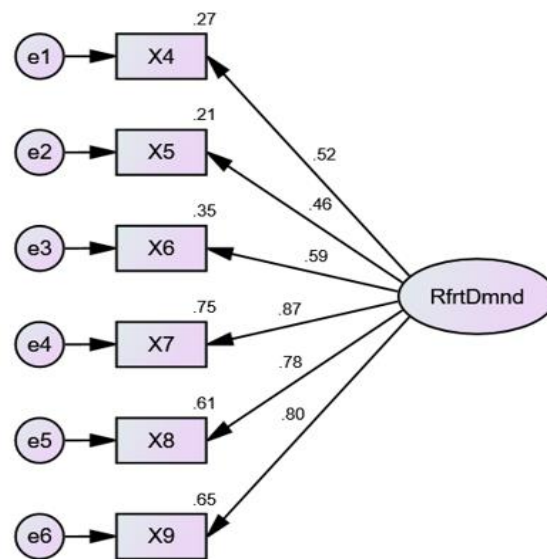 .27
e1 X4
.52
.21
e2 X5
.46
.35
e3 X6
.59
RfrtDmnd
.75
.87
e4 X7
.78
.61
e5 X8
.80
.65
e6 X9